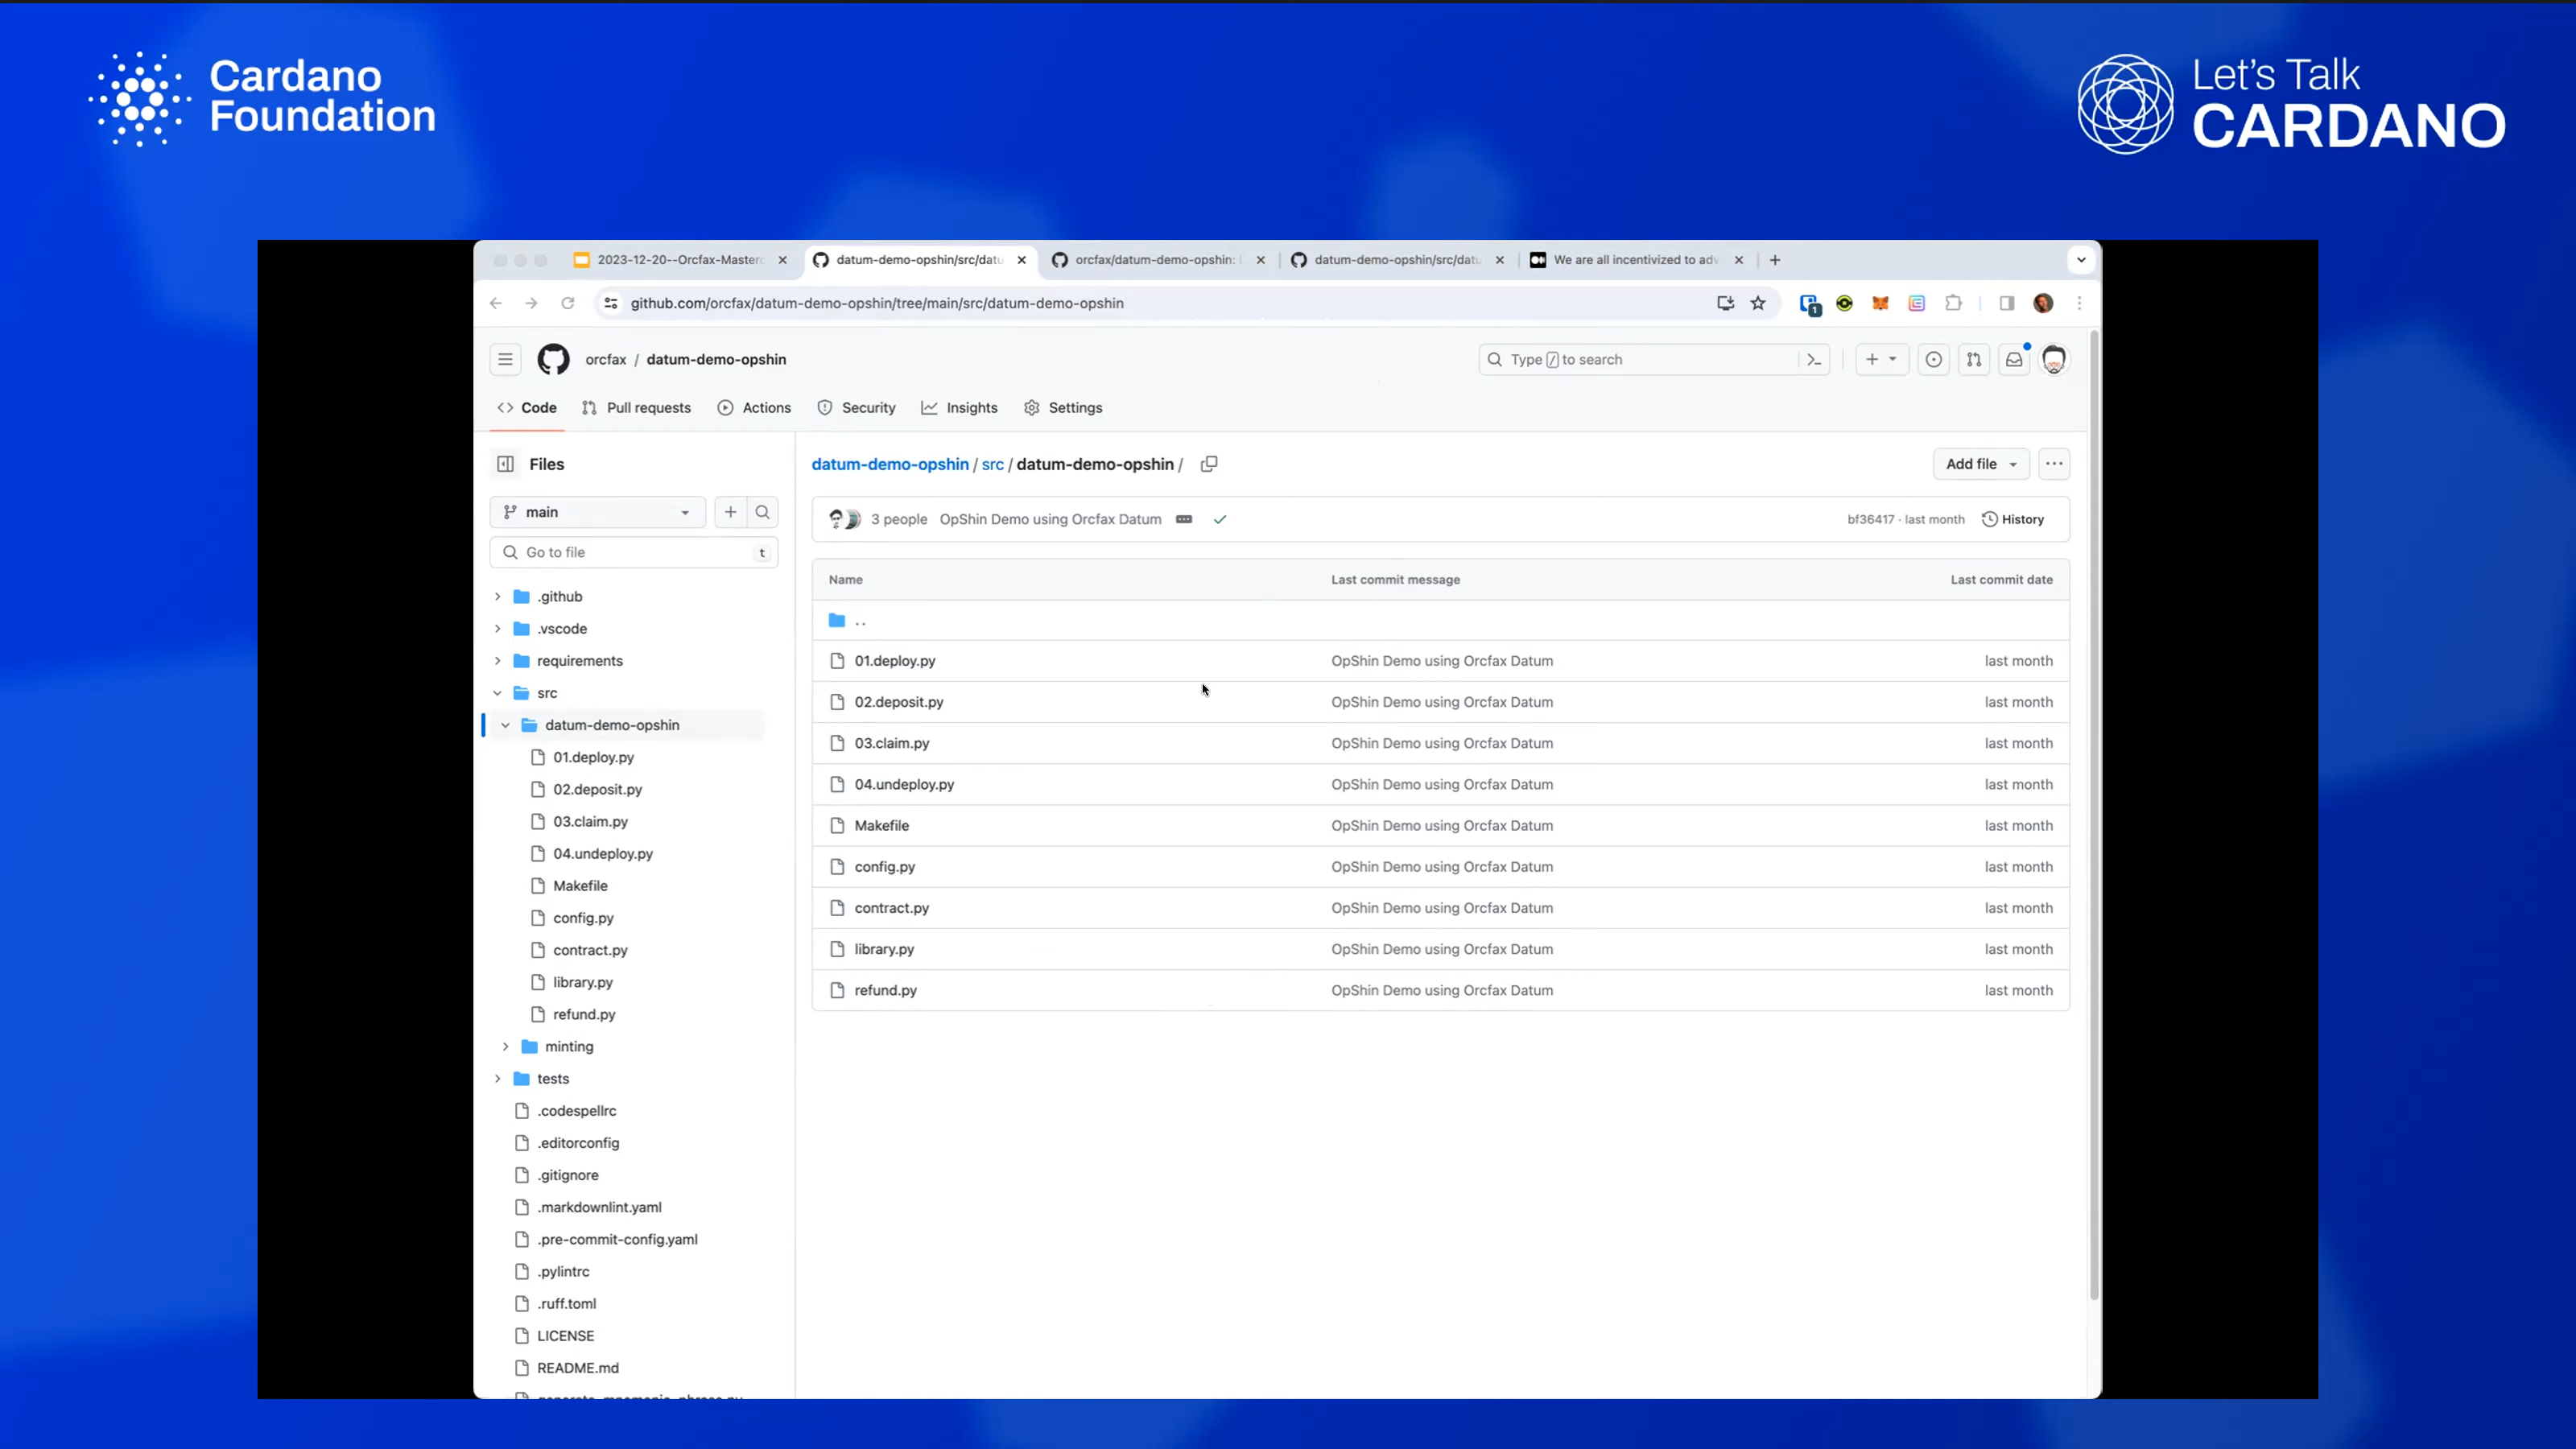 Cardano
Foundation
Let's Talk
CARDANO
2023-12-20--Orcfax-Masterc
datum-demo-opshin/src/datu
orcfax/datum-demo-opshin:
datum-demo-opshin/src/datu
We are all incentivized to adv
github.com/orcfax/datum-demo-opshin/tree/main/src/datum-demo-opshin
1
orcfax / datum-demo-opshin
Type / to search
Code
Pull requests
Actions
Security
Insights
Settings
Files
main
Go to file
t
.github
.vscode
requirements
src
datum-demo-opshin
01.deploy.py
02.deposit.py
03.claim.py
04.undeploy.py
Makefile
config.py
contract.py
library.py
refund.py
minting
tests
.codespellrc
.editorconfig
.gitignore
.markdownlint.yaml
.pre-commit-config.yaml
.pylintrc
.ruff.toml
LICENSE
README.md
datum-demo-opshin / src / datum-demo-opshin /
Add file
3 people OpShin Demo using Orcfax Datum
bf36417 · last month
History
Name Last commit message Last commit date
..
01.deploy.py OpShin Demo using Orcfax Datum last month
02.deposit.py OpShin Demo using Orcfax Datum last month
03.claim.py OpShin Demo using Orcfax Datum last month
04.undeploy.py OpShin Demo using Orcfax Datum last month
Makefile OpShin Demo using Orcfax Datum last month
config.py OpShin Demo using Orcfax Datum last month
contract.py OpShin Demo using Orcfax Datum last month
library.py OpShin Demo using Orcfax Datum last month
refund.py OpShin Demo using Orcfax Datum last month